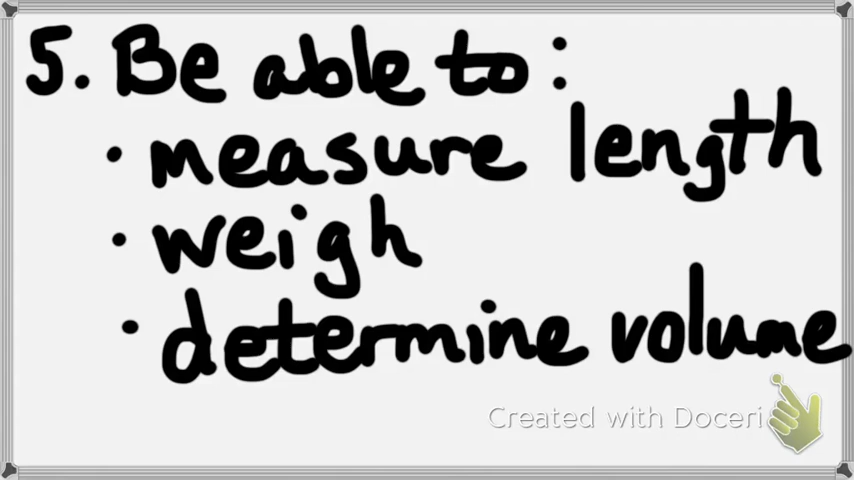 5. Be able to:
• measure length
• weigh
• determine volume
Created with Doceri